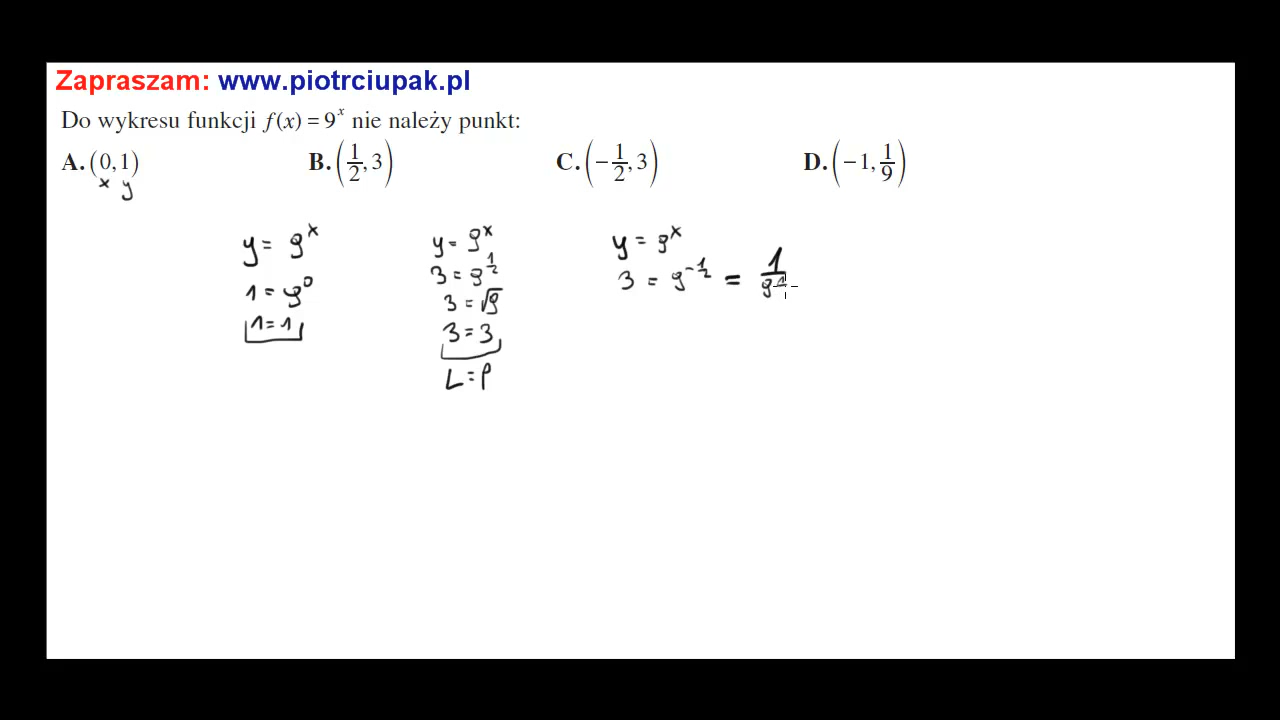 Zapraszam: www.piotrciupak.pl
Do wykresu funkcji f(x) = 9^x nie należy punkt:
A. (0, 1) B. (1/2, 3) C. (−1/2, 3) D. (−1, 1/9)
x y
y = 9^x
1 = 9^0
1 = 1
y = 9^x
3 = 9^1/2
3 = √9
3 = 3
L = P
y = 9^x
3 = 9^-1/2 = 1/9